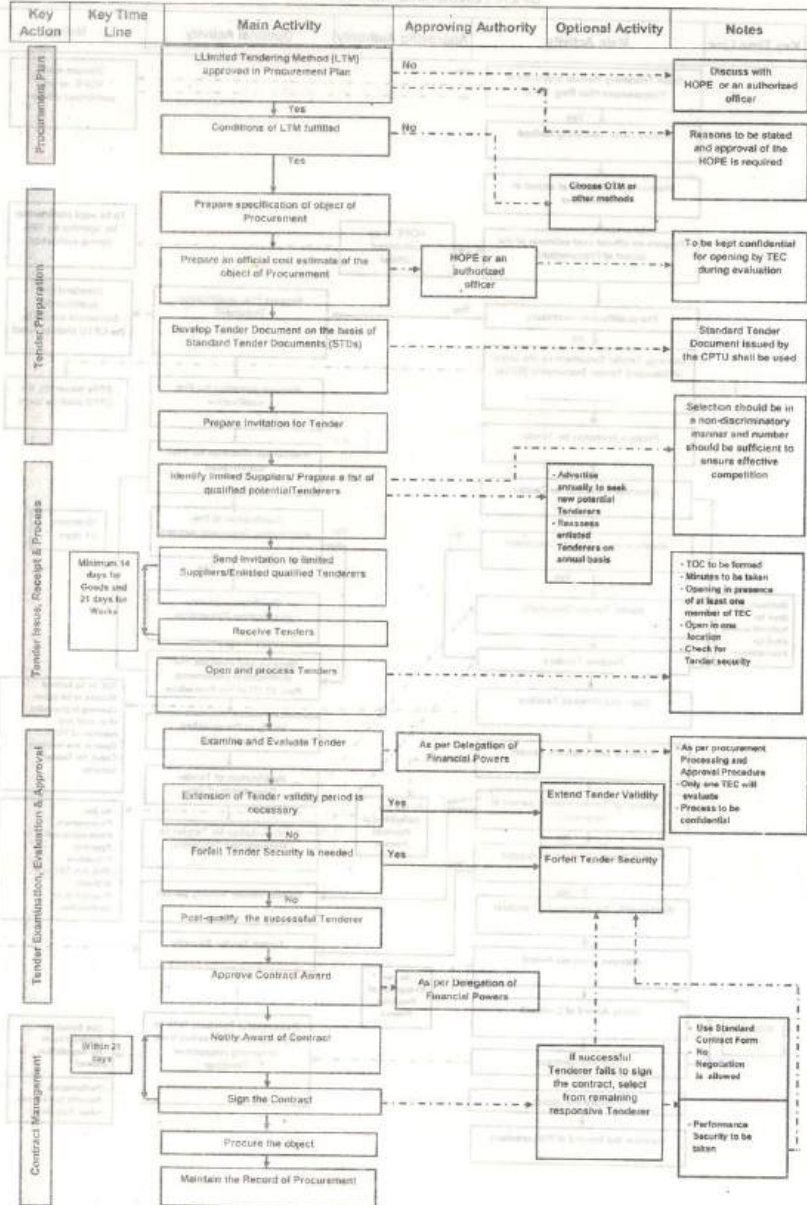 Key Action
Key Time Line
Main Activity
Approving Authority
Optional Activity
Notes
Procurement Plan
LLimited Tendering Method (LTM)
approved in Procurement Plan
No
Discuss with
HOPE or an authorized
officer
Yes
Conditions of LTM fulfilled
No
Reasons to be stated
and approval of the
HOPE is required
Yes
Choose OTM or
other methods
Tender Preparation
Prepare specification of object of
Procurement
Prepare an official cost estimate of the
object of Procurement
HOPE or an
authorized
officer
To be kept confidential
for opening by TEC
during evaluation
Develop Tender Document on the basis of
Standard Tender Documents (STDs)
Standard Tender
Document issued by
the CPTU shall be used
Prepare Invitation for Tender
Selection should be in
a non-discriminatory
manner and number
should be sufficient to
ensure effective
competition
Tender Issue, Receipt & Process
Identify limited Suppliers/ Prepare a list of
qualified potentialTenderers
- Advertise
annually to seek
new potential
Tenderers
- Reassess
enlisted
Tenderers on
annual basis
Minimum 14
days for
Goods and
21 days for
Works
Send Invitation to limited
Suppliers/Enlisted qualified Tenderers
Receive Tenders
Open and process Tenders
- TOC to be formed
- Minutes to be taken
- Opening in presence
of at least one
member of TEC
- Open in one
location
- Check for
Tender security
Tender Examination, Evaluation & Approval
Examine and Evaluate Tender
As per Delegation of
Financial Powers
- As per procurement
Processing and
Approval Procedure
- Only one TEC will
evaluate
- Process to be
confidential
Extension of Tender validity period is
necessary
Yes
Extend Tender Validity
No
Forfeit Tender Security is needed
Yes
Forfeit Tender Security
No
Post-qualify the successful Tenderer
Approve Contract Award
As per Delegation of
Financial Powers
Contract Management
Within 21
days
Notify Award of Contract
Sign the Contract
If successful
Tenderer fails to sign
the contract, select
from remaining
responsive Tenderer
- Use Standard
Contract Form
- No
Negotiation
is allowed
- Performance
Security to be
taken
Procure the object
Maintain the Record of Procurement